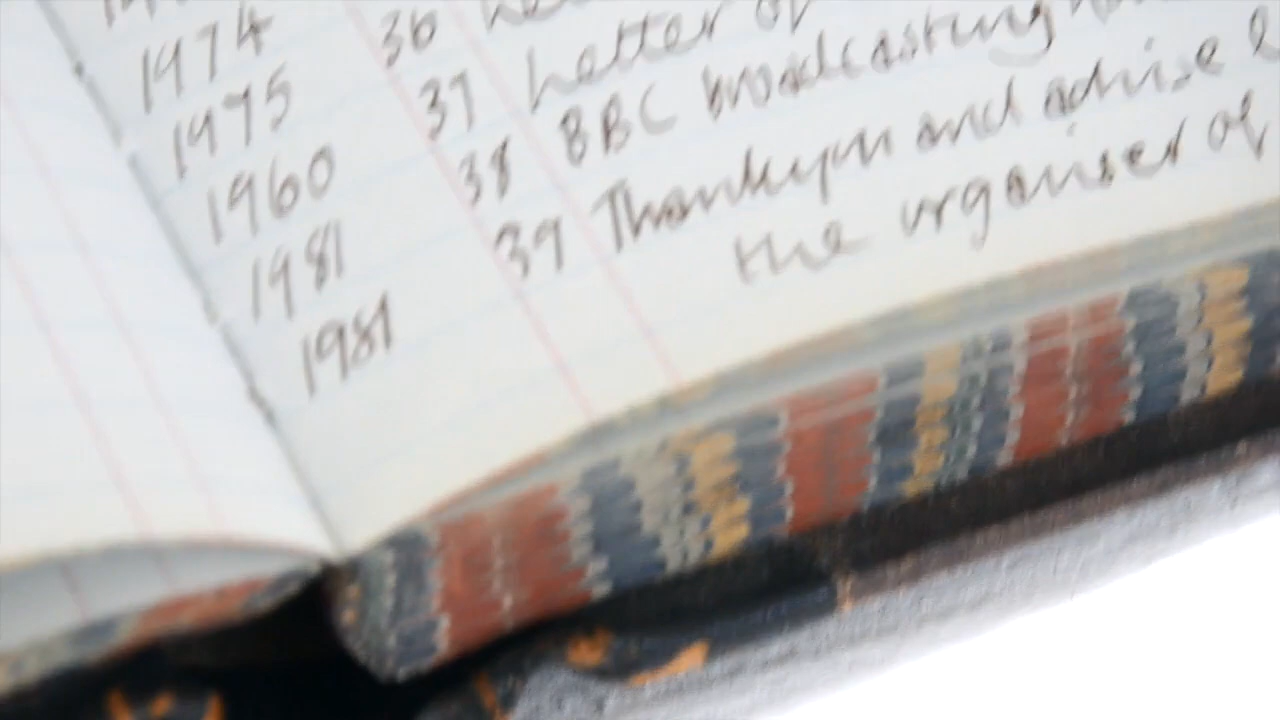 1974 36
1975 37 Letter of
1960 38 BBC broadcasting
1981 39 Thankyou and advise
1981 the organiser of